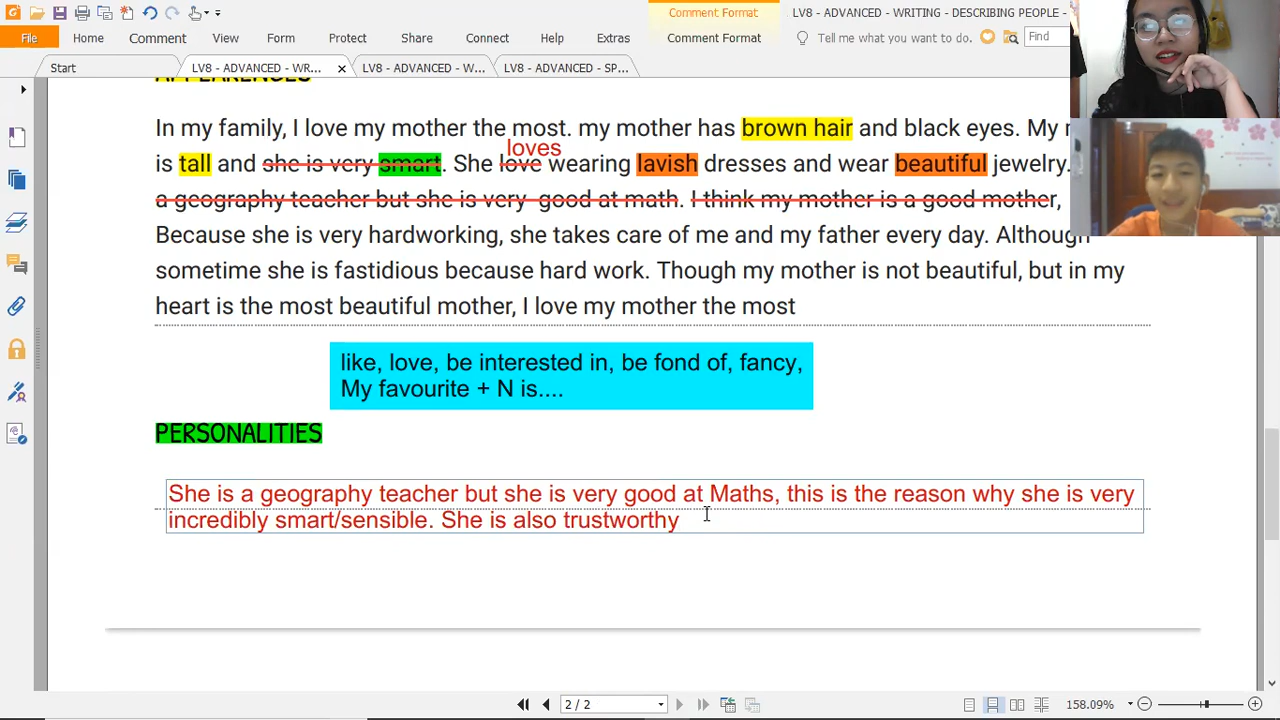 Comment Format
LV8 - ADVANCED - WRITING - DESCRIBING PEOPLE -
File Home Comment View Form Protect Share Connect Help Extras Comment Format Tell me what you want to do... Find
Start LV8 - ADVANCED - WR... LV8 - ADVANCED - W... LV8 - ADVANCED - SP...
In my family, I love my mother the most. my mother has brown hair and black eyes. My
loves
is tall and she is very smart. She love wearing lavish dresses and wear beautiful jewelry.
a geography teacher but she is very good at math. I think my mother is a good mother,
Because she is very hardworking, she takes care of me and my father every day. Although
sometime she is fastidious because hard work. Though my mother is not beautiful, but in my
heart is the most beautiful mother, I love my mother the most
like, love, be interested in, be fond of, fancy,
My favourite + N is....
PERSONALITIES
She is a geography teacher but she is very good at Maths, this is the reason why she is very
incredibly smart/sensible. She is also trustworthy
2 / 2 158.09%